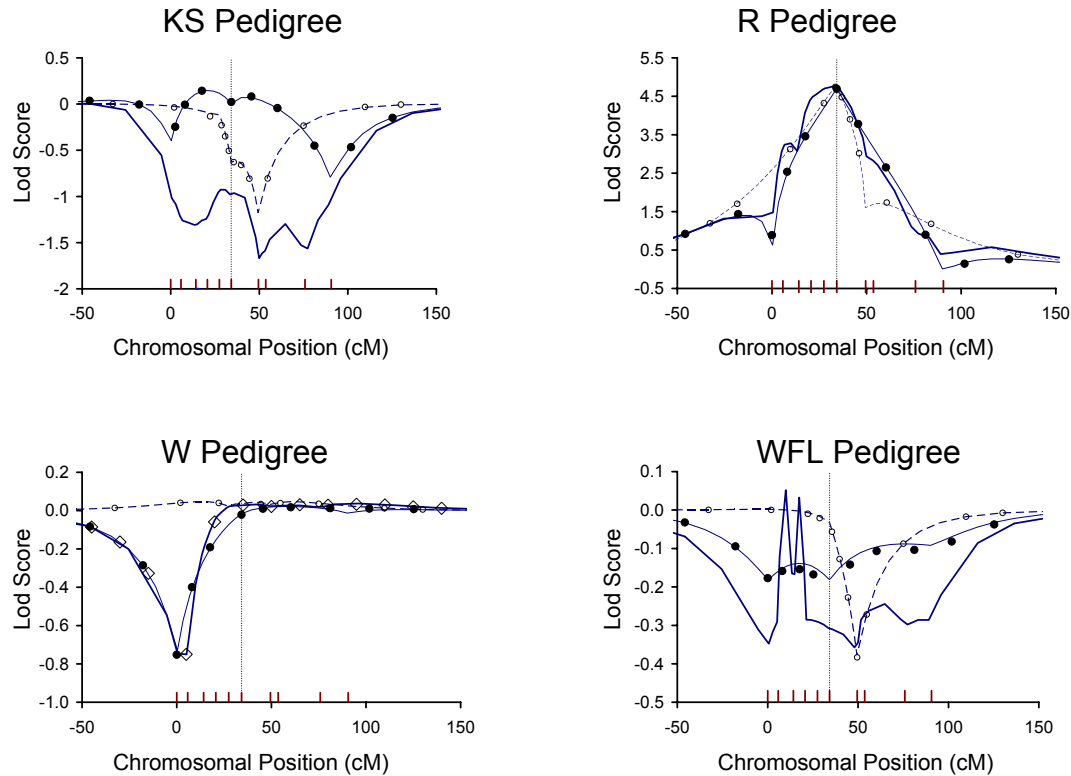 KS Pedigree
0.5
0
-0.5
-1
-1.5
-2
Lod Score
-50 0 50 100 150
Chromosomal Position (cM)
R Pedigree
5.5
4.5
3.5
2.5
1.5
0.5
-0.5
Lod Score
-50 0 50 100 150
Chromosomal Position (cM)
W Pedigree
0.2
0.0
-0.2
-0.4
-0.6
-0.8
-1.0
Lod Score
-50 0 50 100 150
Chromosomal Position (cM)
WFL Pedigree
0.1
0.0
-0.1
-0.2
-0.3
-0.4
-0.5
Lod Score
-50 0 50 100 150
Chromosomal Position (cM)